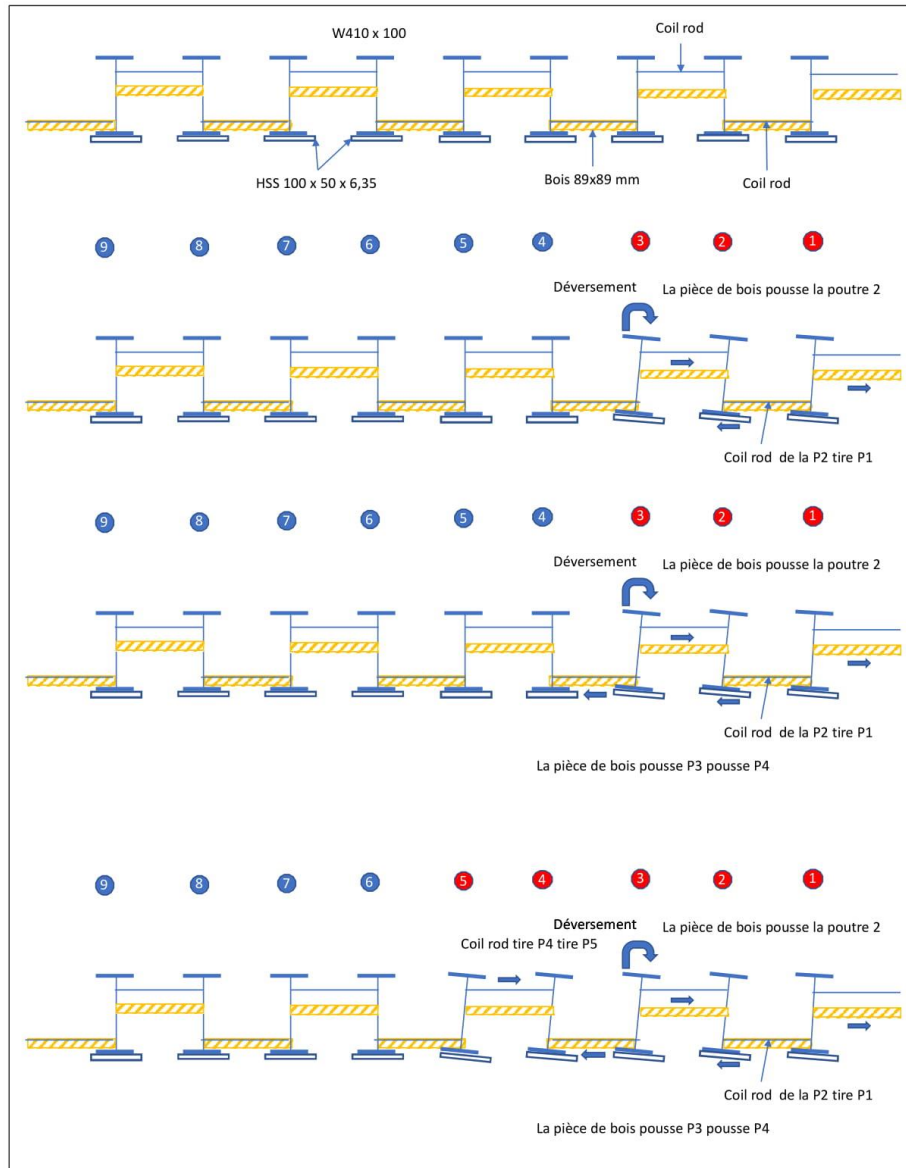 W410 x 100
Coil rod
HSS 100 x 50 x 6,35
Bois 89x89 mm
Coil rod
9 8 7 6 5 4 3 2 1
Déversement
La pièce de bois pousse la poutre 2
Coil rod de la P2 tire P1
9 8 7 6 5 4 3 2 1
Déversement
La pièce de bois pousse la poutre 2
Coil rod de la P2 tire P1
La pièce de bois pousse P3 pousse P4
9 8 7 6 5 4 3 2 1
Déversement
La pièce de bois pousse la poutre 2
Coil rod tire P4 tire P5
Coil rod de la P2 tire P1
La pièce de bois pousse P3 pousse P4